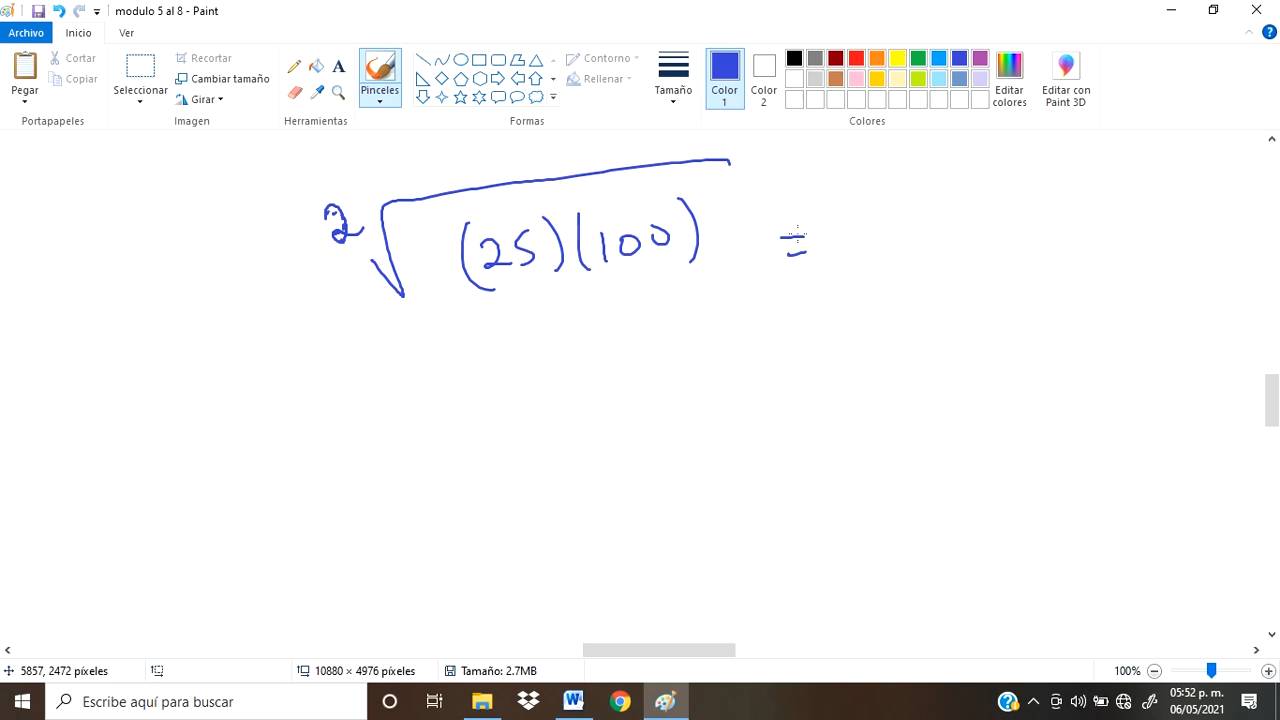 modulo 5 al 8 - Paint
Archivo Inicio Ver
Pegar
Cortar
Copiar
Portapapeles
Seleccionar
Recortar
Cambiar tamaño
Girar
Imagen
A
Herramientas
Pinceles
Contorno
Rellenar
Formas
Tamaño
Color 1
Color 2
Editar colores
Editar con Paint 3D
Colores
2√(25)(100) =
5857, 2472 píxeles
10880 × 4976 píxeles
Tamaño: 2.7MB
100%
Escribe aquí para buscar
05:52 p. m.
06/05/2021